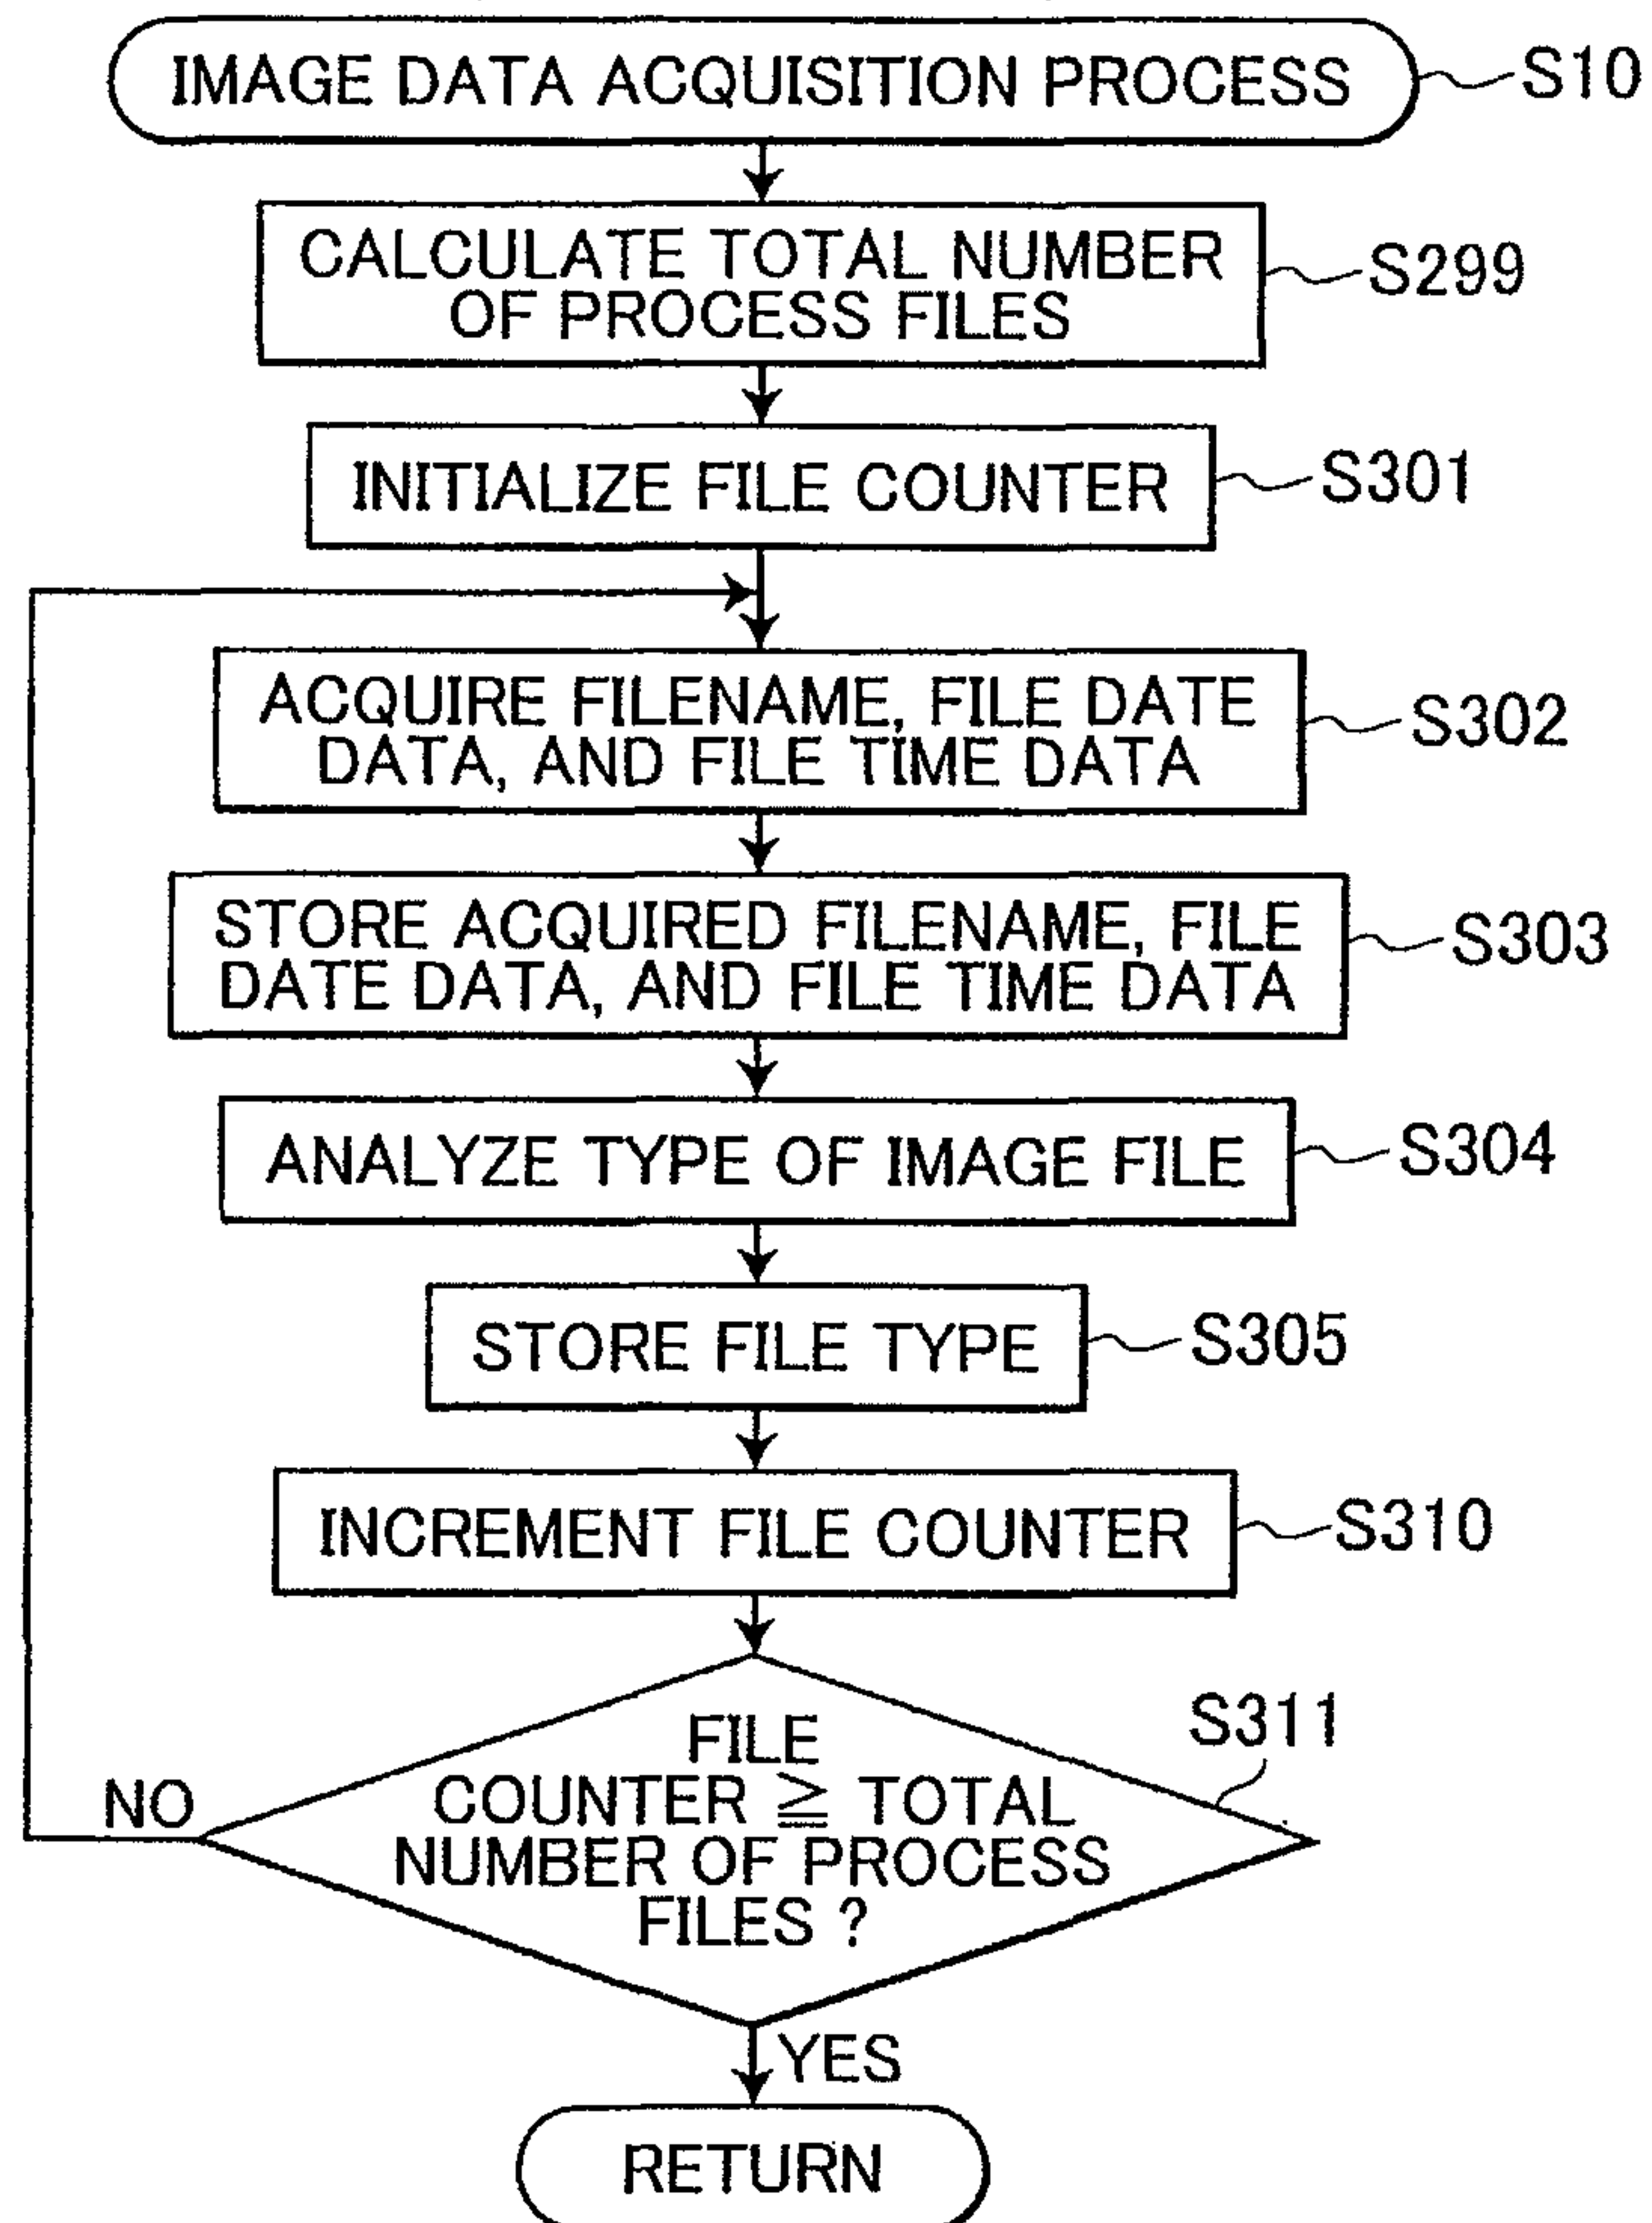 IMAGE DATA ACQUISITION PROCESS
S10
CALCULATE TOTAL NUMBER
OF PROCESS FILES
S299
INITIALIZE FILE COUNTER
S301
ACQUIRE FILENAME, FILE DATE
DATA, AND FILE TIME DATA
S302
STORE ACQUIRED FILENAME, FILE
DATE DATA, AND FILE TIME DATA
S303
ANALYZE TYPE OF IMAGE FILE
S304
STORE FILE TYPE
S305
INCREMENT FILE COUNTER
S310
S311
FILE
COUNTER ≧ TOTAL
NUMBER OF PROCESS
FILES ?
NO
YES
RETURN